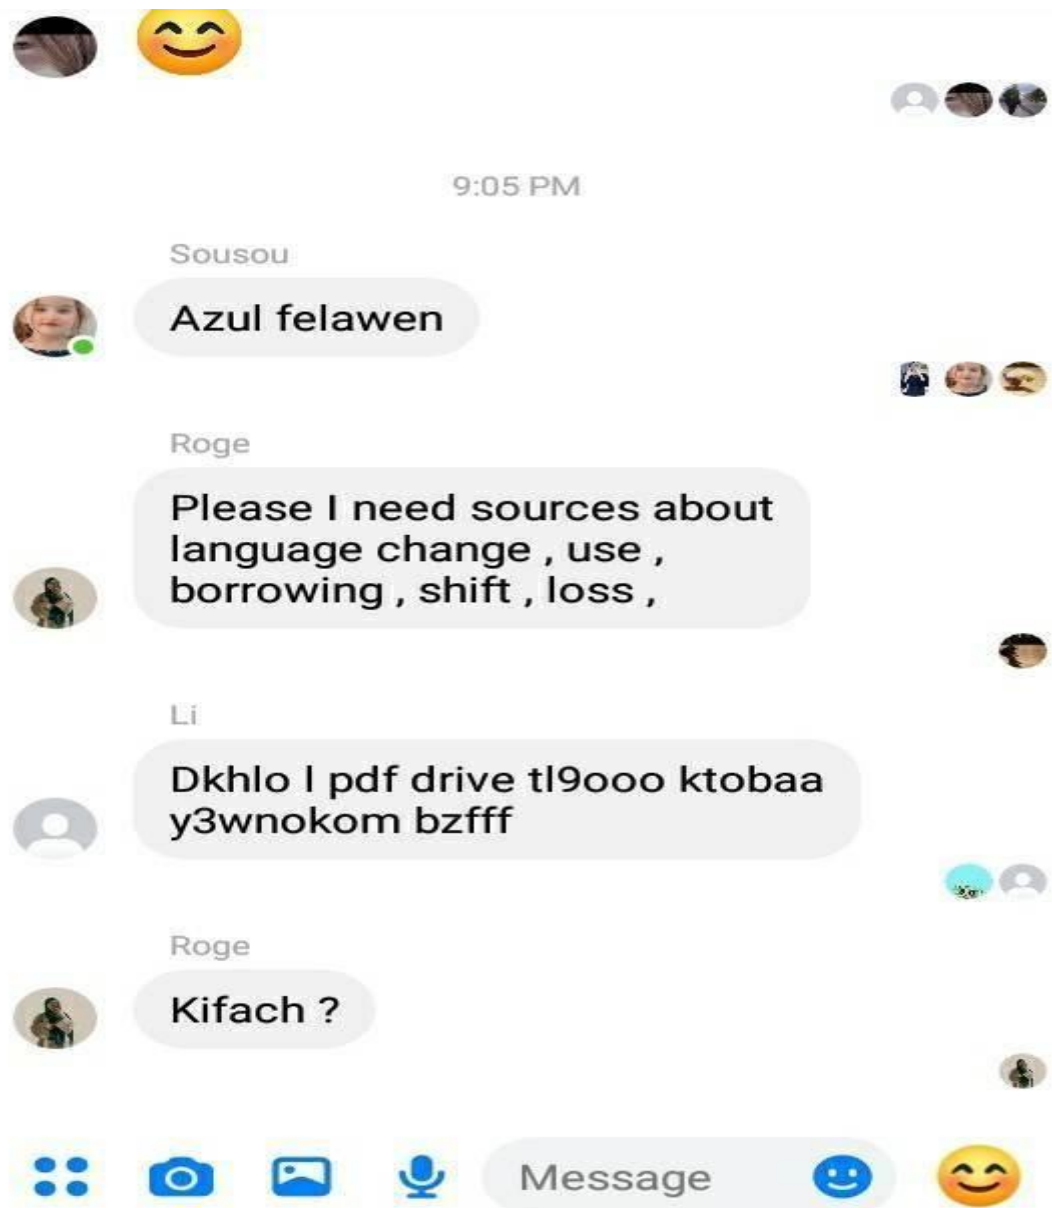 9:05 PM
Sousou
Azul felawen
Roge
Please I need sources about
language change , use ,
borrowing , shift , loss ,
Li
Dkhlo l pdf drive tl9ooo ktobaa
y3wnokom bzfff
Roge
Kifach ?
Message